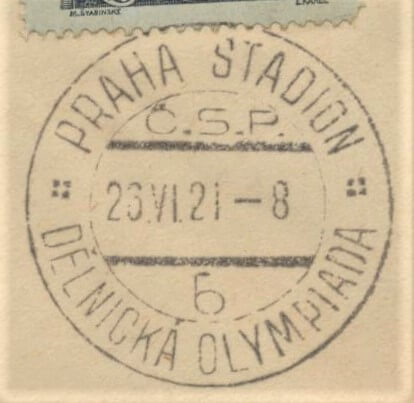 PRAHA STADION
Č.S.P.
26.VI.21-8
6
DĚLNICKÁ OLYMPIADA